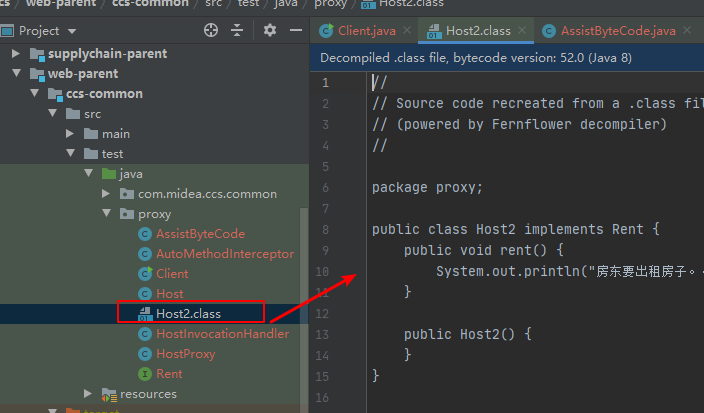 cs › web-parent › ccs-common › src › test › java › proxy › Host2.class
Project
supplychain-parent
web-parent
ccs-common
src
main
test
java
com.midea.ccs.common
proxy
AssistByteCode
AutoMethodInterceptor
Client
Host
Host2.class
HostInvocationHandler
HostProxy
Rent
resources
Client.java
Host2.class
AssistByteCode.java
Decompiled .class file, bytecode version: 52.0 (Java 8)
1 //
2 // Source code recreated from a .class fil
3 // (powered by Fernflower decompiler)
4 //
5
6 package proxy;
7
8 public class Host2 implements Rent {
9 public void rent() {
10 System.out.println("房东要出租房子。
11 }
12
13 public Host2() {
14 }
15 }
16